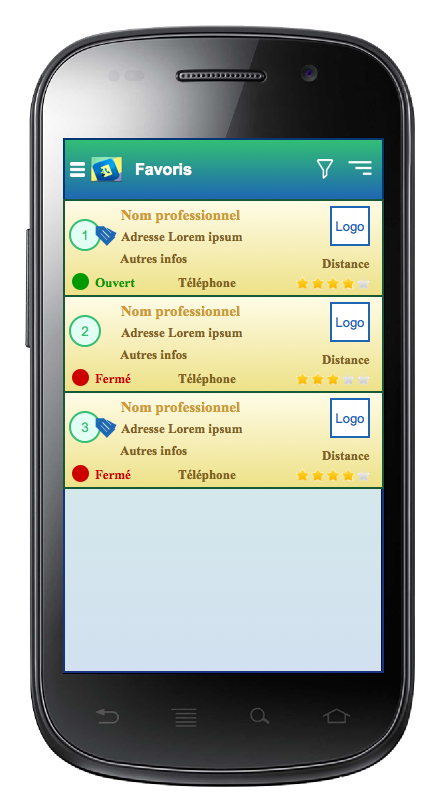 Favoris
1
Nom professionnel
Adresse Lorem ipsum
Autres infos
Logo
Distance
Ouvert Téléphone
2
Nom professionnel
Adresse Lorem ipsum
Autres infos
Logo
Distance
Fermé Téléphone
3
Nom professionnel
Adresse Lorem ipsum
Autres infos
Logo
Distance
Fermé Téléphone